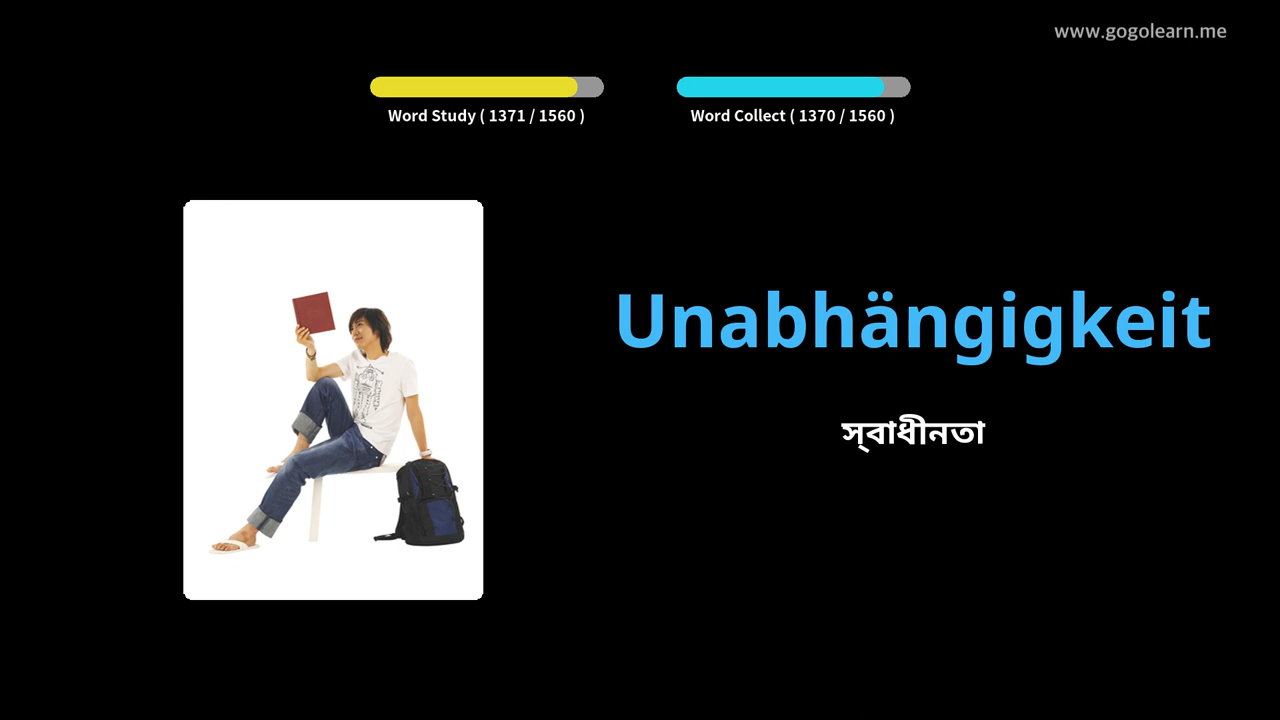 www.gogolearn.me
Word Study ( 1371 / 1560 )
Word Collect ( 1370 / 1560 )
Unabhängigkeit
স্বাধীনতা